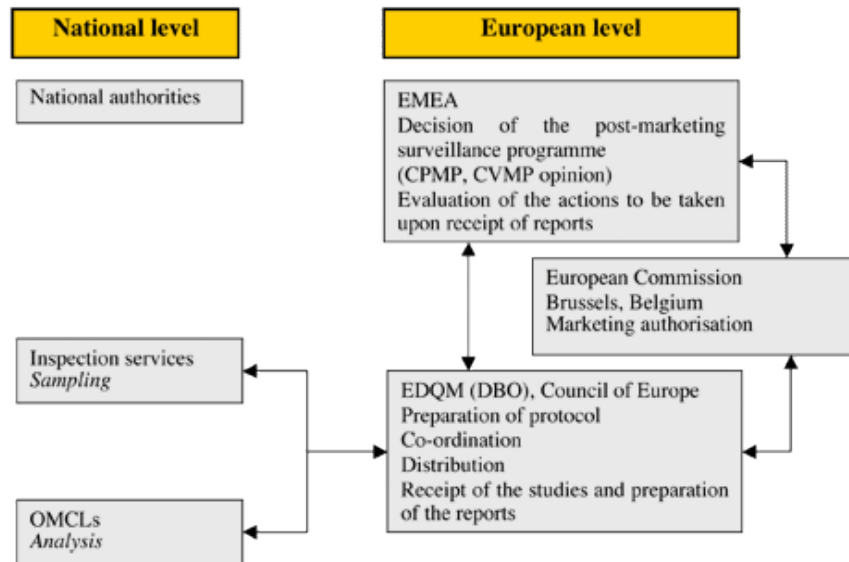 National level
European level
National authorities
EMEA
Decision of the post-marketing
surveillance programme
(CPMP, CVMP opinion)
Evaluation of the actions to be taken
upon receipt of reports
European Commission
Brussels, Belgium
Marketing authorisation
Inspection services
Sampling
EDQM (DBO), Council of Europe
Preparation of protocol
Co-ordination
Distribution
Receipt of the studies and preparation
of the reports
OMCLs
Analysis